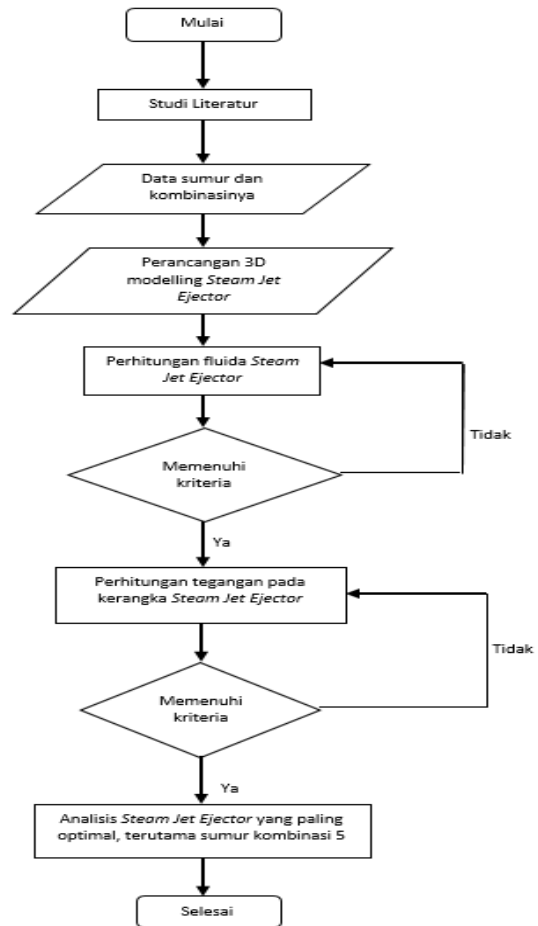 Mulai
Studi Literatur
Data sumur dan
kombinasinya
Perancangan 3D
modelling Steam Jet
Ejector
Perhitungan fluida Steam
Jet Ejector
Tidak
Memenuhi
kriteria
Ya
Perhitungan tegangan pada
kerangka Steam Jet Ejector
Tidak
Memenuhi
kriteria
Ya
Analisis Steam Jet Ejector yang paling
optimal, terutama sumur kombinasi 5
Selesai